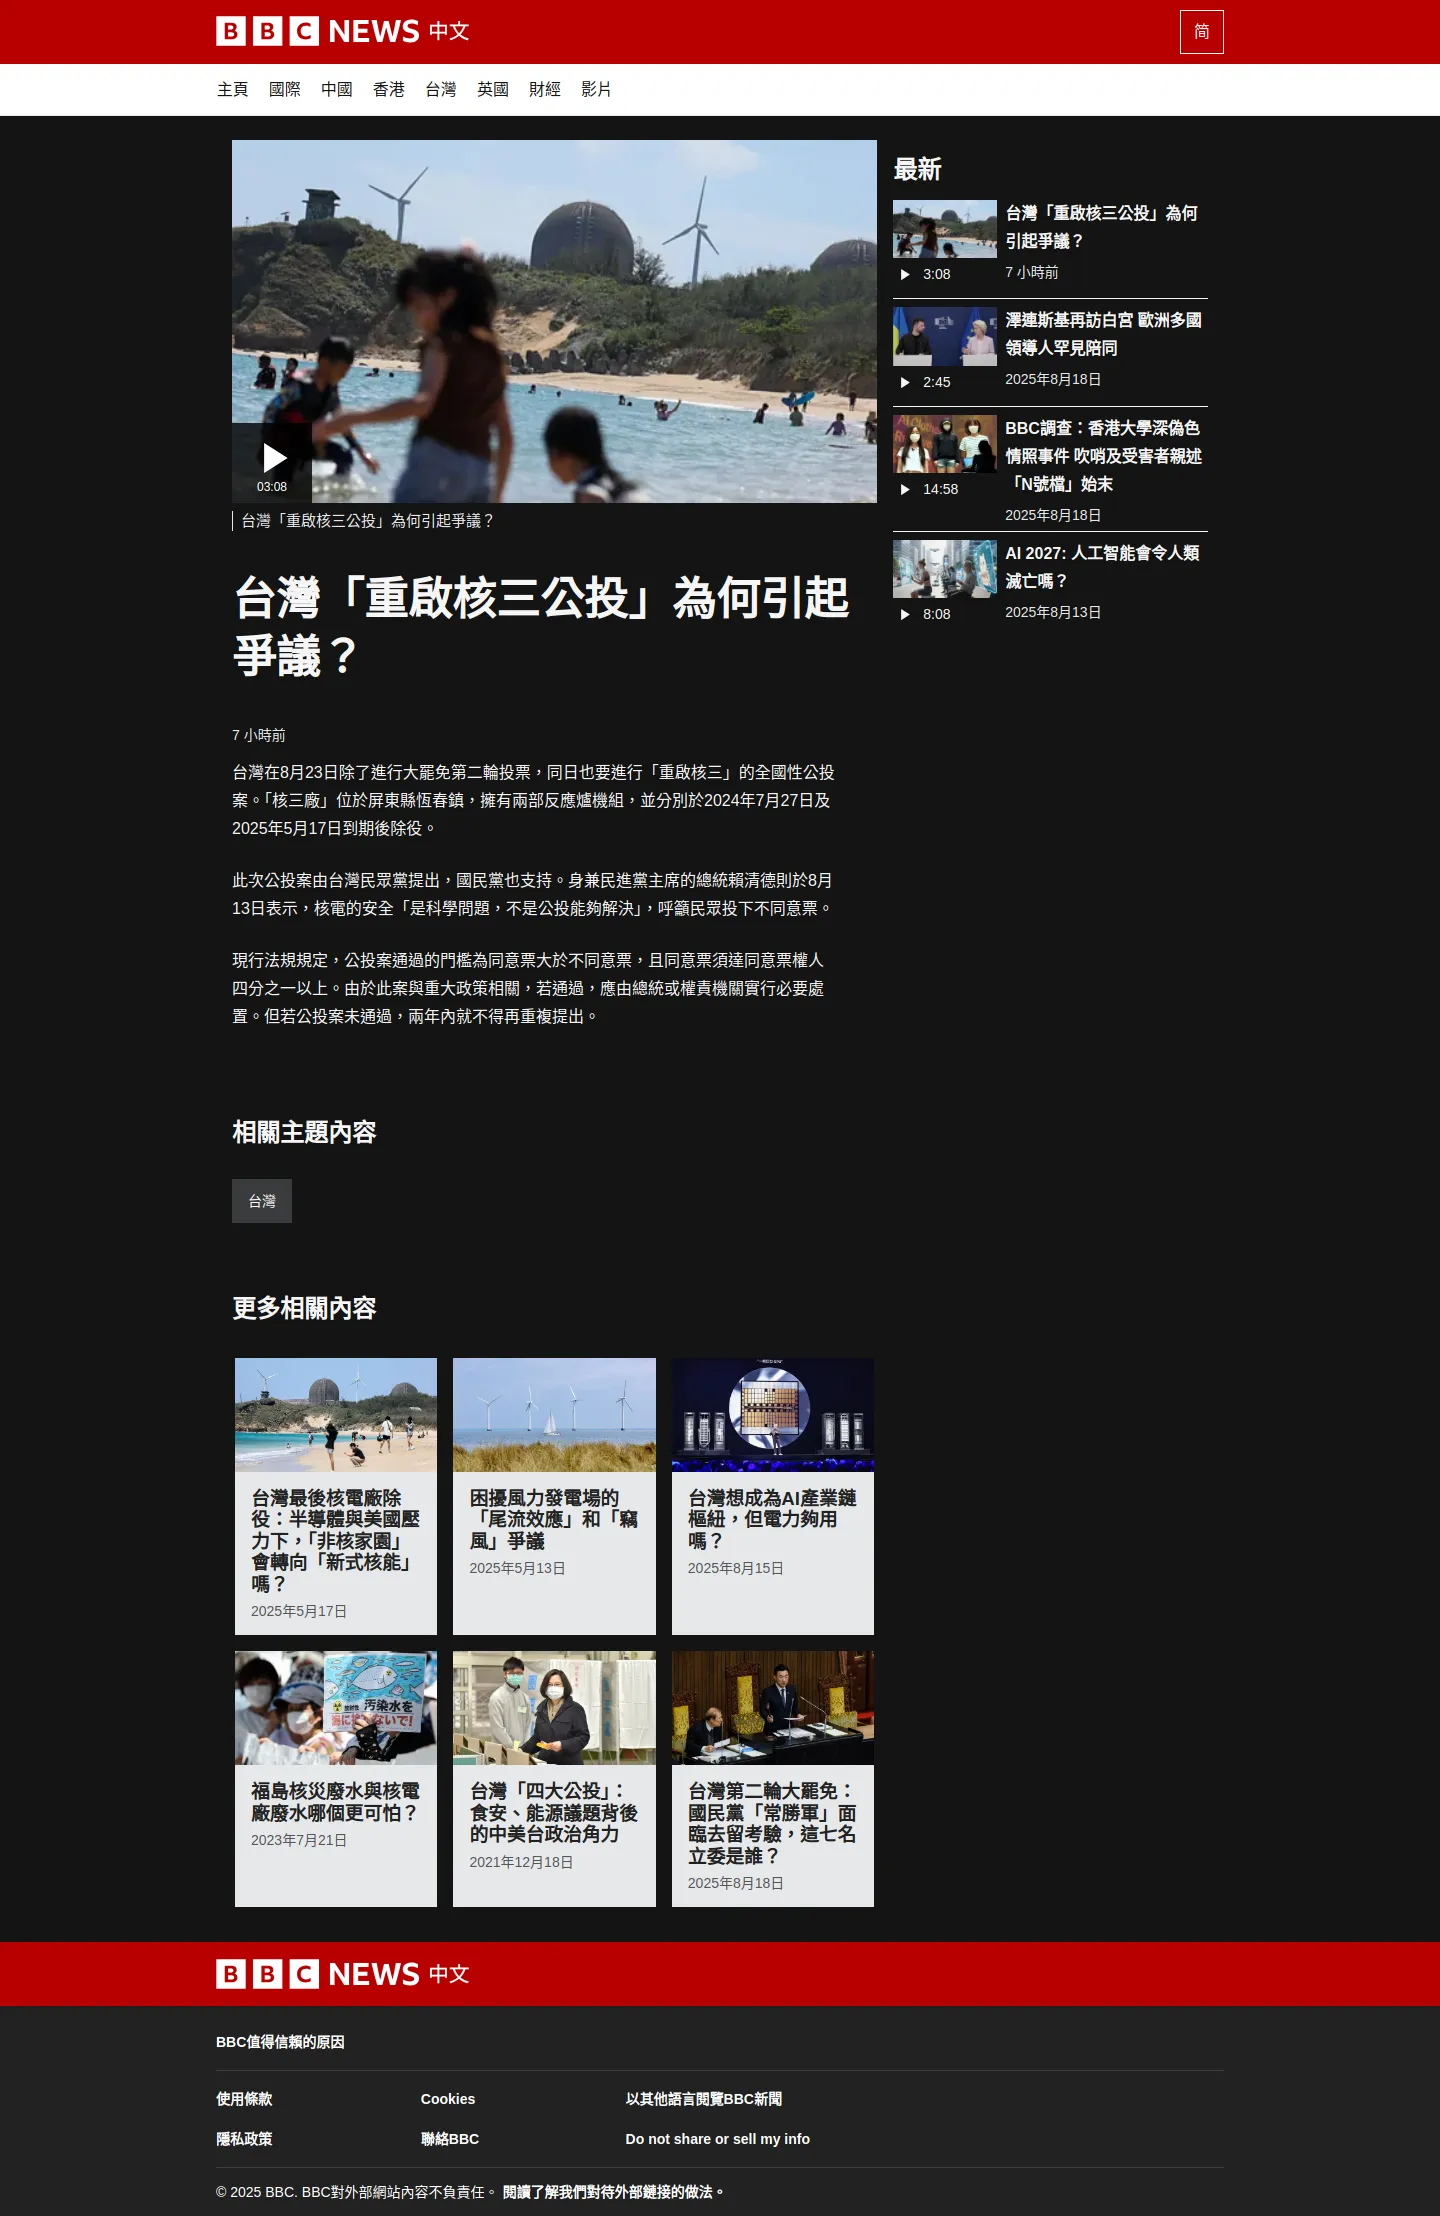 BBC NEWS 中文
简
主頁 國際 中國 香港 台灣 英國 財經 影片
03:08
台灣「重啟核三公投」為何引起爭議？
台灣「重啟核三公投」為何引起
爭議？
7 小時前
台灣在8月23日除了進行大罷免第二輪投票，同日也要進行「重啟核三」的全國性公投
案。「核三廠」位於屏東縣恆春鎮，擁有兩部反應爐機組，並分別於2024年7月27日及
2025年5月17日到期後除役。
此次公投案由台灣民眾黨提出，國民黨也支持。身兼民進黨主席的總統賴清德則於8月
13日表示，核電的安全「是科學問題，不是公投能夠解決」，呼籲民眾投下不同意票。
現行法規規定，公投案通過的門檻為同意票大於不同意票，且同意票須達同意票權人
四分之一以上。由於此案與重大政策相關，若通過，應由總統或權責機關實行必要處
置。但若公投案未通過，兩年內就不得再重複提出。
最新
台灣「重啟核三公投」為何
引起爭議？
3:08
7 小時前
澤連斯基再訪白宮 歐洲多國
領導人罕見陪同
2:45
2025年8月18日
BBC調查：香港大學深偽色
情照事件 吹哨及受害者親述
「N號檔」始末
14:58
2025年8月18日
AI 2027: 人工智能會令人類
滅亡嗎？
8:08
2025年8月13日
相關主題內容
台灣
更多相關內容
台灣最後核電廠除
役：半導體與美國壓
力下，「非核家園」
會轉向「新式核能」
嗎？
2025年5月17日
困擾風力發電場的
「尾流效應」和「竊
風」爭議
2025年5月13日
台灣想成為AI產業鏈
樞紐，但電力夠用
嗎？
2025年8月15日
汚染水を
福島核災廢水與核電
廠廢水哪個更可怕？
2023年7月21日
台灣「四大公投」：
食安、能源議題背後
的中美台政治角力
2021年12月18日
台灣第二輪大罷免：
國民黨「常勝軍」面
臨去留考驗，這七名
立委是誰？
2025年8月18日
BBC NEWS 中文
BBC值得信賴的原因
使用條款 Cookies 以其他語言閱覽BBC新聞
隱私政策 聯絡BBC Do not share or sell my info
© 2025 BBC. BBC對外部網站內容不負責任。 閱讀了解我們對待外部鏈接的做法。